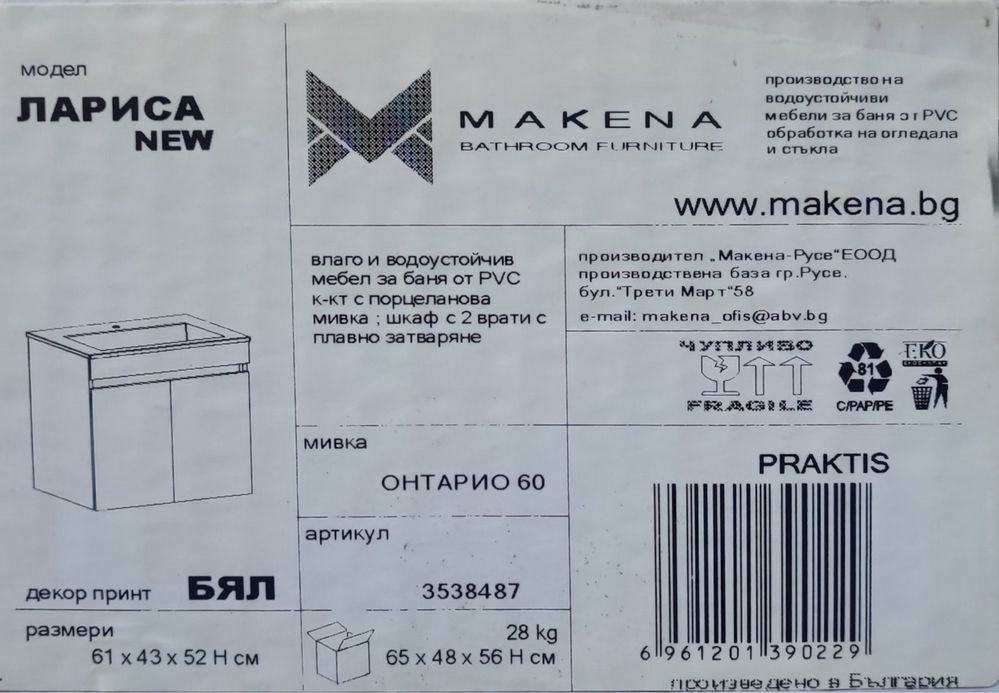 модел
ЛАРИСА
NEW
MAKENA
BATHROOM FURNITURE
производство на
водоустойчиви
мебели за баня от PVC
обработка на огледала
и стъкла
www.makena.bg
влаго и водоустойчив
мебел за баня от PVC
к-кт с порцеланова
мивка ; шкаф с 2 врати с
плавно затваряне
производител „Макена-Русе“ЕООД
производствена база гр.Русе,
бул.“Трети Март“58
e-mail: makena_ofis@abv.bg
ЧУПЛИВО
FRAGILE
81
C/PAP/PE
ЕКО
мивка
ОНТАРИО 60
артикул
3538487
PRAKTIS
6 961201 390229
декор принт БЯЛ
размери
61 x 43 x 52 H см
28 kg
65 x 48 x 56 H см
произведено в България